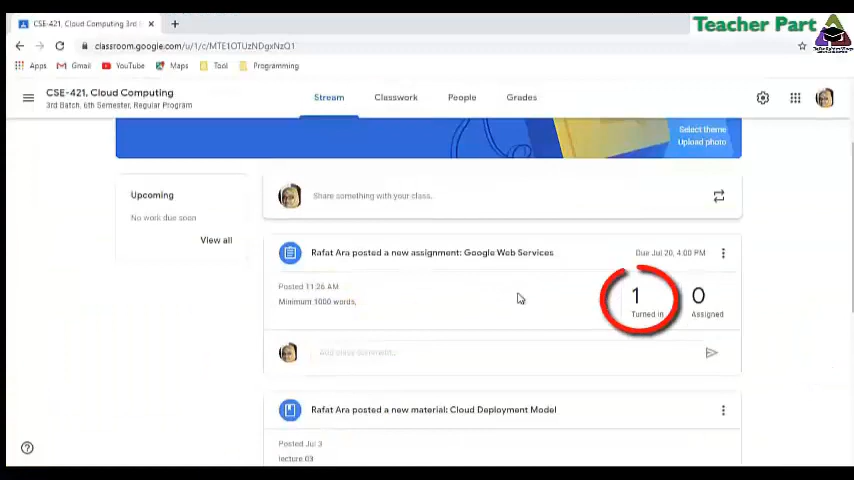 Teacher Part
CSE-421, Cloud Computing 3rd
classroom.google.com/u/1/c/MTE1OTUzNDgxNzQ1
Apps Gmail YouTube Maps Tool Programming
CSE-421, Cloud Computing
3rd Batch, 6th Semester, Regular Program
Stream Classwork People Grades
Select theme
Upload photo
Upcoming
No work due soon
View all
Share something with your class...
Rafat Ara posted a new assignment: Google Web Services
Due Jul 20, 4:00 PM
Posted 11:26 AM
Minimum 1000 words,
1
Turned in
0
Assigned
Add class comment...
Rafat Ara posted a new material: Cloud Deployment Model
Posted Jul 3
lecture 03